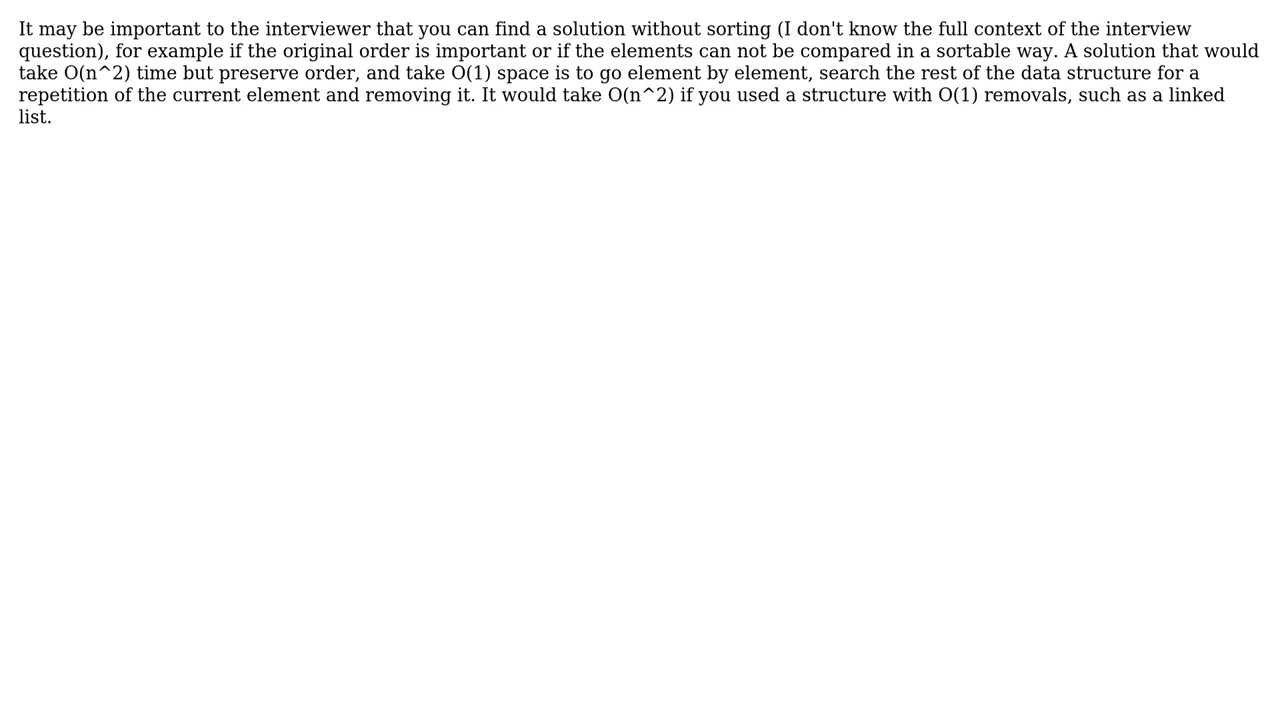 It may be important to the interviewer that you can find a solution without sorting (I don't know the full context of the interview
question), for example if the original order is important or if the elements can not be compared in a sortable way. A solution that would
take O(n^2) time but preserve order, and take O(1) space is to go element by element, search the rest of the data structure for a
repetition of the current element and removing it. It would take O(n^2) if you used a structure with O(1) removals, such as a linked
list.